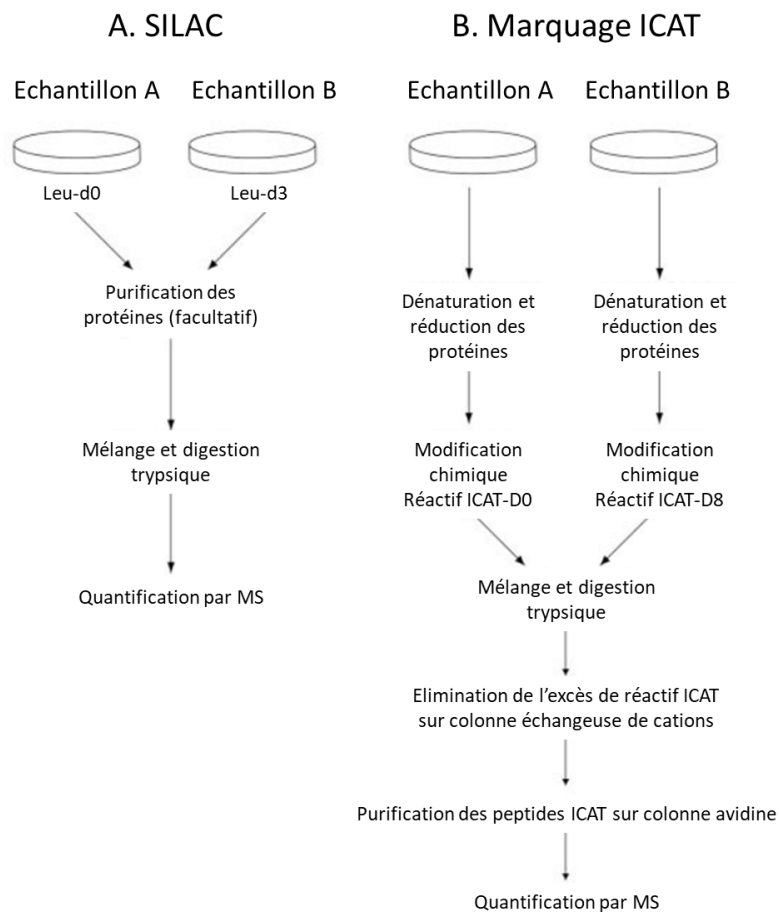 A. SILAC
Echantillon A
Echantillon B
Leu-d0
Leu-d3
Purification des
protéines (facultatif)
Mélange et digestion
trypsique
Quantification par MS
B. Marquage ICAT
Echantillon A
Echantillon B
Dénaturation et
réduction des
protéines
Dénaturation et
réduction des
protéines
Modification
chimique
Réactif ICAT-D0
Modification
chimique
Réactif ICAT-D8
Mélange et digestion
trypsique
Elimination de l’excès de réactif ICAT
sur colonne échangeuse de cations
Purification des peptides ICAT sur colonne avidine
Quantification par MS